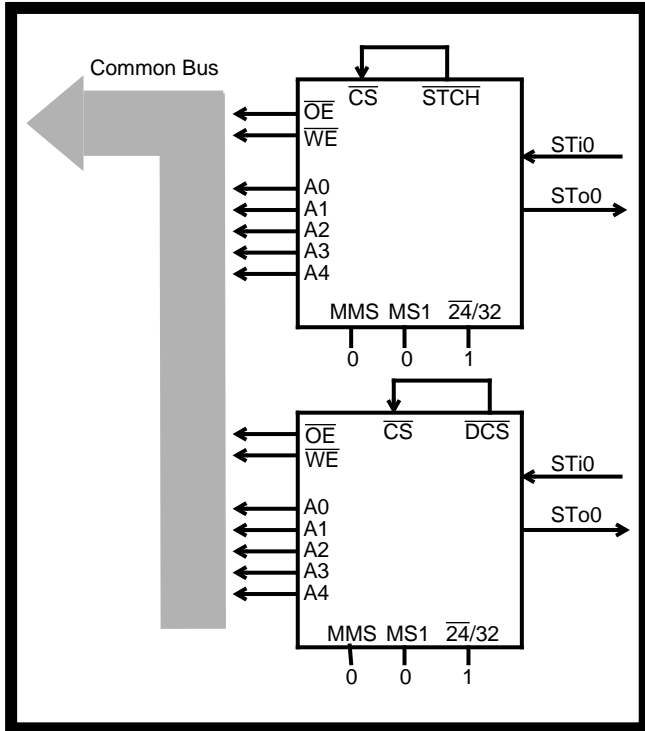 Common Bus
CS STCH
OE
WE
STi0
A0
STo0
A1
A2
A3
A4
MMS MS1 24/32
0 0 1
CS DCS
OE
WE
STi0
A0
STo0
A1
A2
A3
A4
MMS MS1 24/32
0 0 1